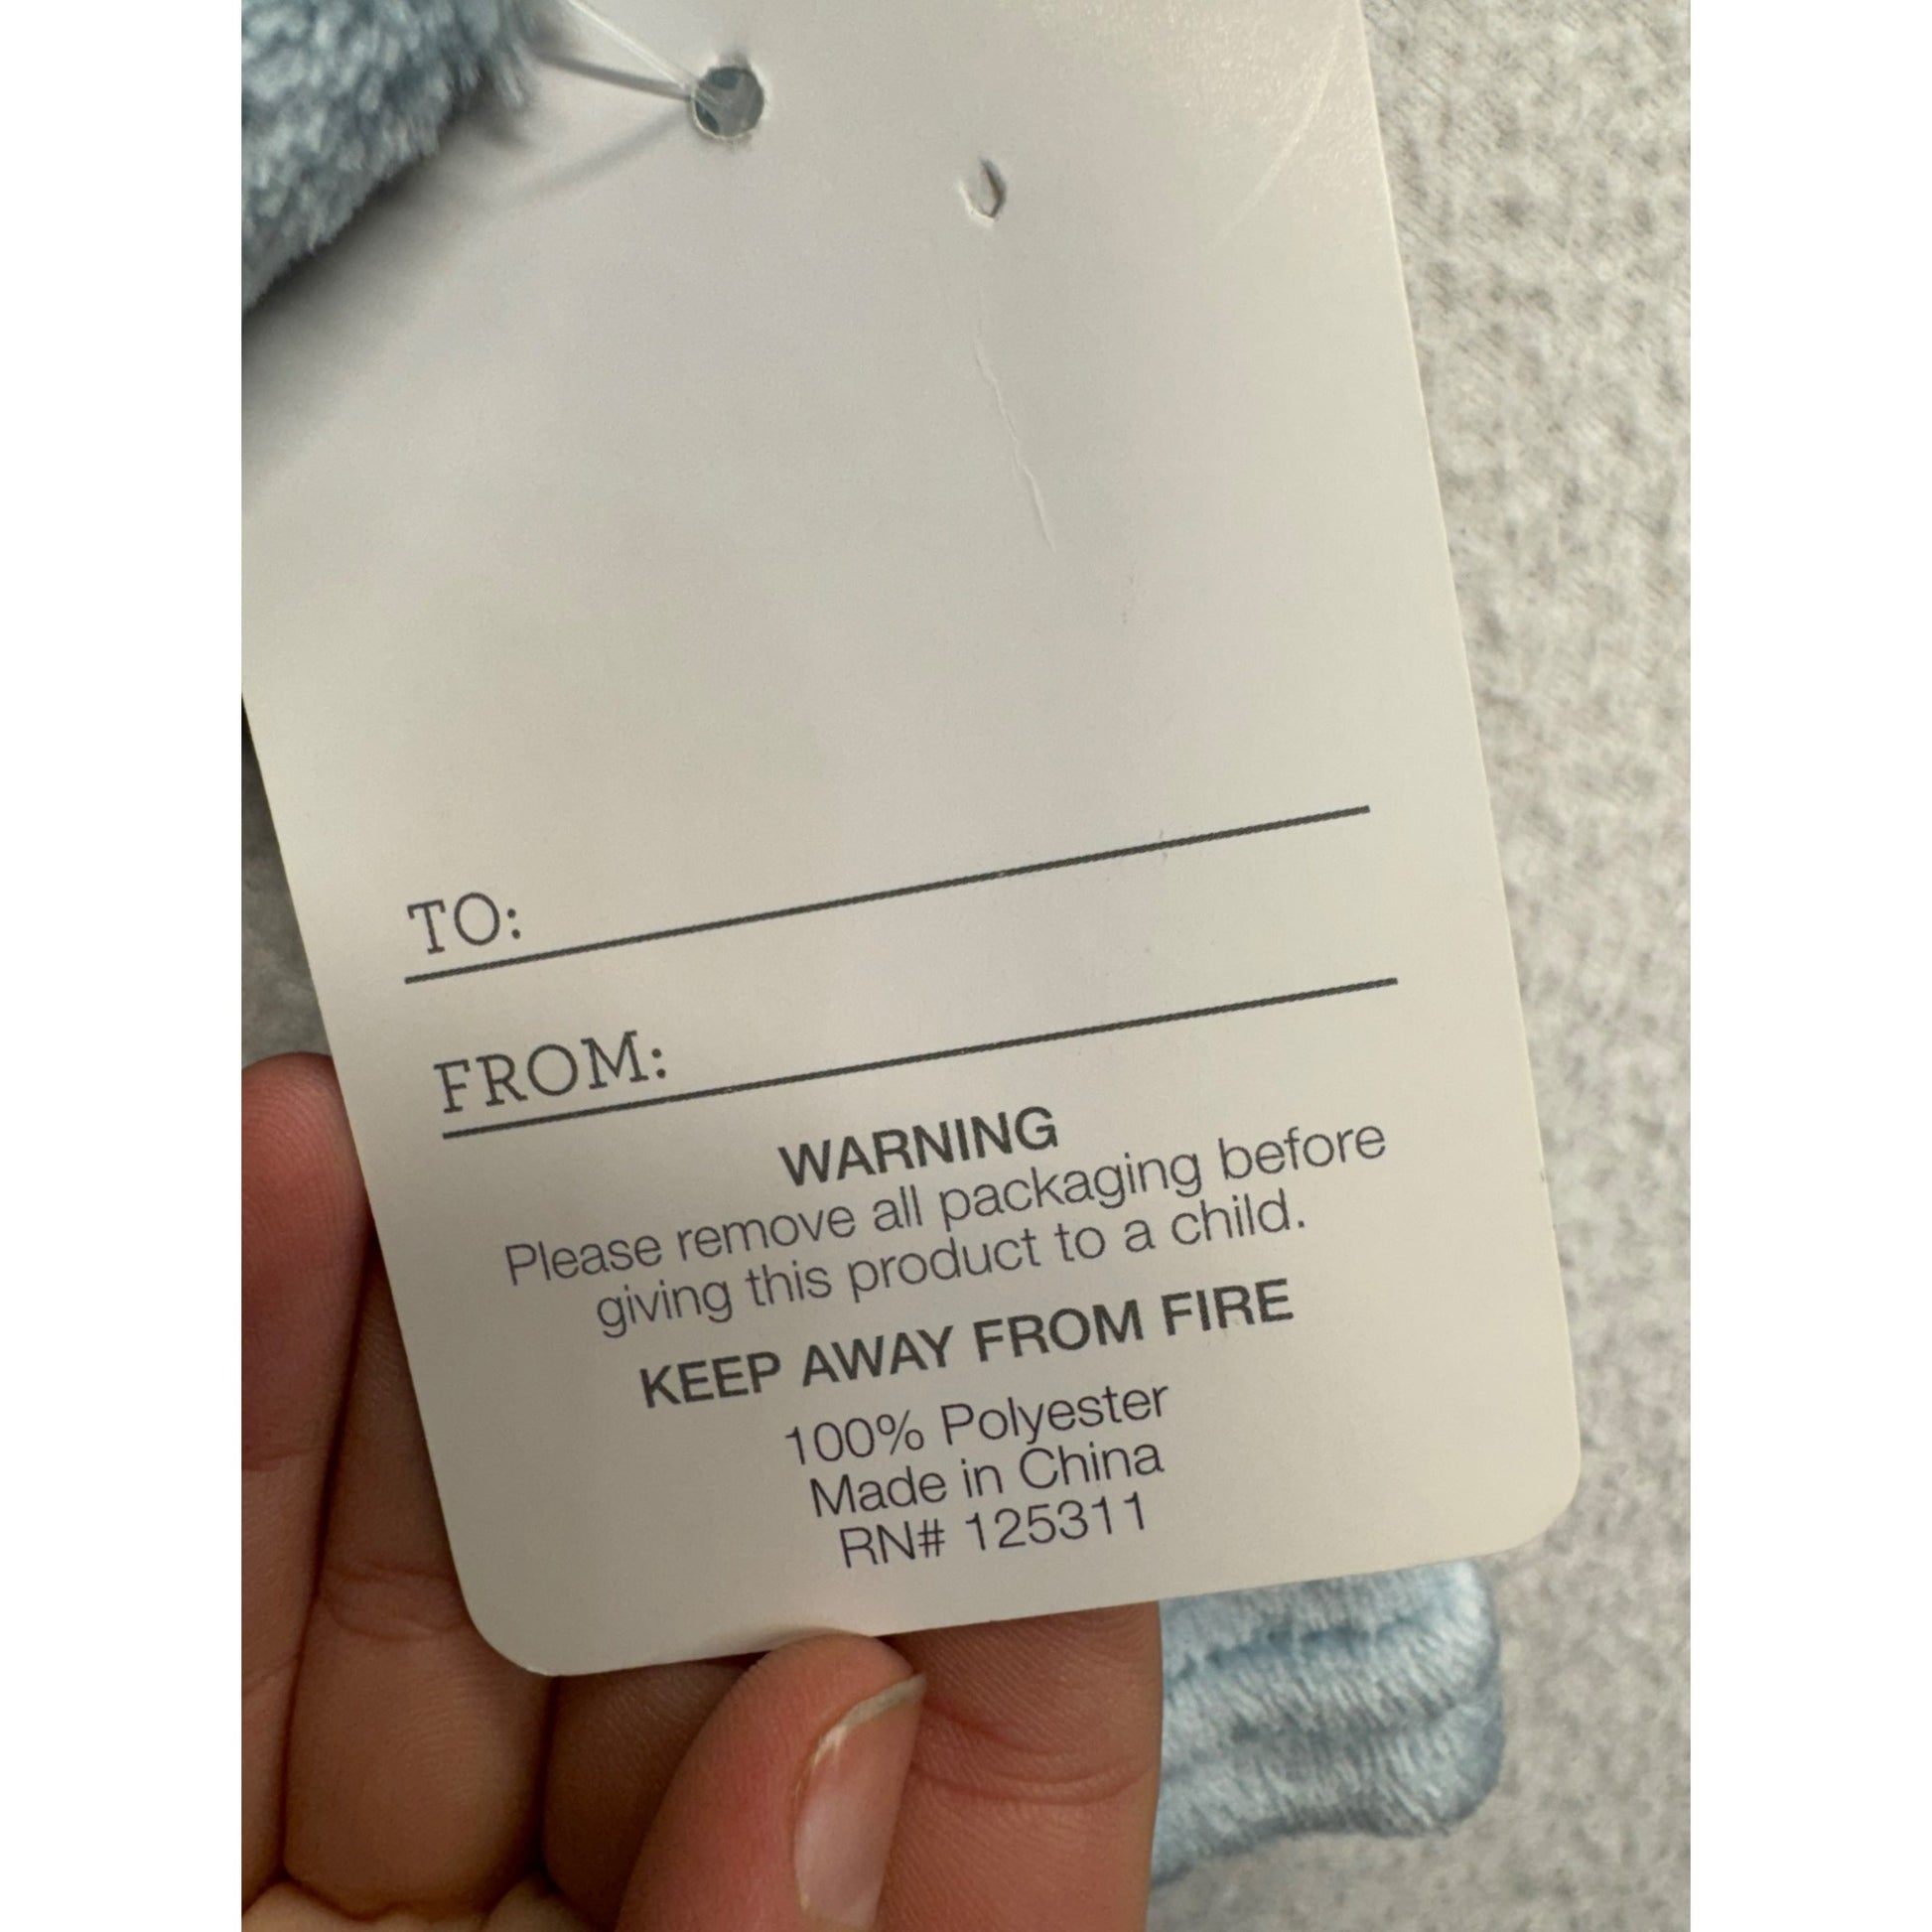 TO:
FROM:
WARNING
Please remove all packaging before
giving this product to a child.
KEEP AWAY FROM FIRE
100% Polyester
Made in China
RN# 125311